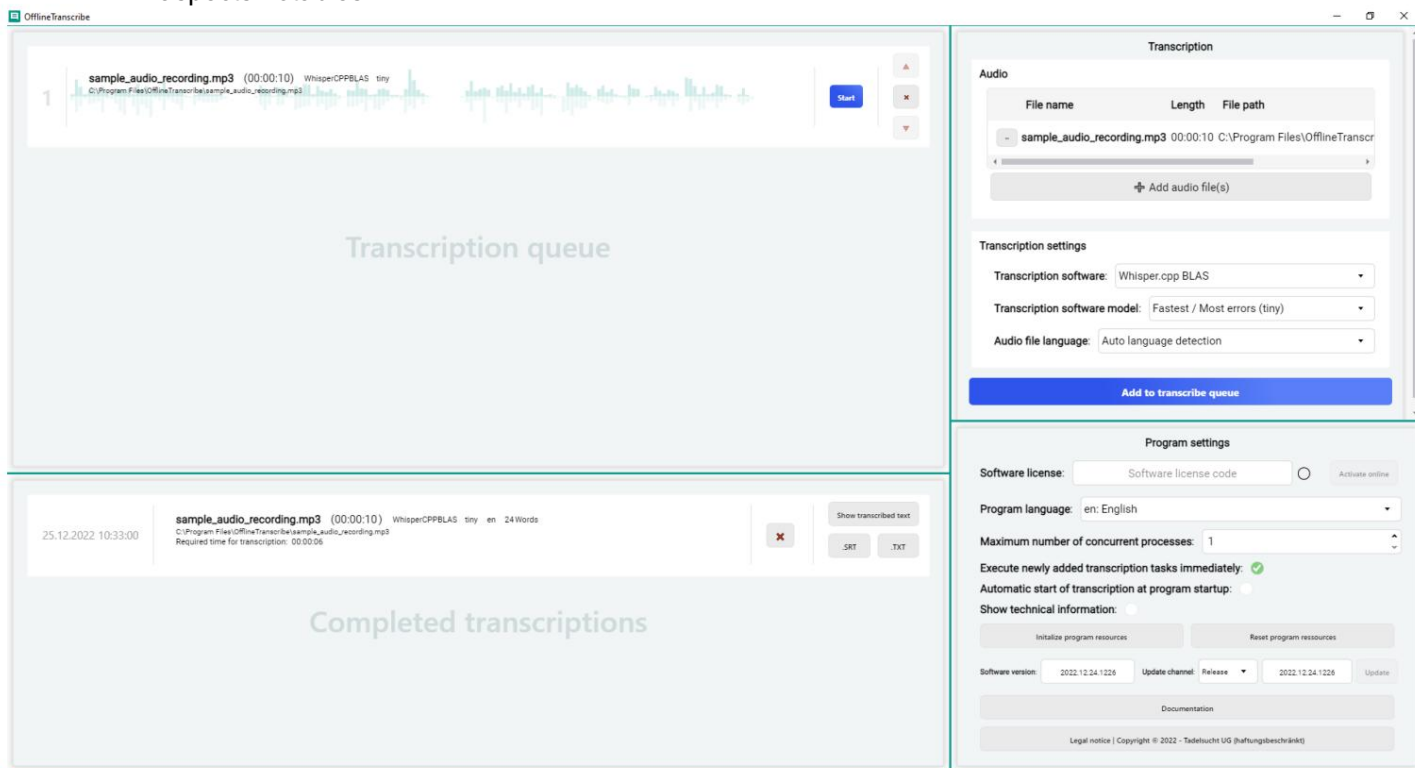 OfflineTranscribe
1
sample_audio_recording.mp3 (00:00:10) WhisperCPPBLAS tiny
C:\Program Files\OfflineTranscribe\sample_audio_recording.mp3
Start
Transcription queue
25.12.2022 10:33:00
sample_audio_recording.mp3 (00:00:10) WhisperCPPBLAS tiny en 24Words
C:\Program Files\OfflineTranscribe\sample_audio_recording.mp3
Required time for transcription: 00:00:06
Show transcribed text
.SRT .TXT
Completed transcriptions
Transcription
Audio
File name Length File path
- sample_audio_recording.mp3 00:00:10 C:\Program Files\OfflineTranscr
Add audio file(s)
Transcription settings
Transcription software: Whisper.cpp BLAS
Transcription software model: Fastest / Most errors (tiny)
Audio file language: Auto language detection
Add to transcribe queue
Program settings
Software license: Software license code Activate online
Program language: en: English
Maximum number of concurrent processes: 1
Execute newly added transcription tasks immediately:
Automatic start of transcription at program startup:
Show technical information:
Initalize program resources Reset program ressources
Software version: 2022.12.24.1226 Update channel: Release 2022.12.24.1226 Update
Documentation
Legal notice | Copyright © 2022 - Tadelsucht UG (haftungsbeschränkt)